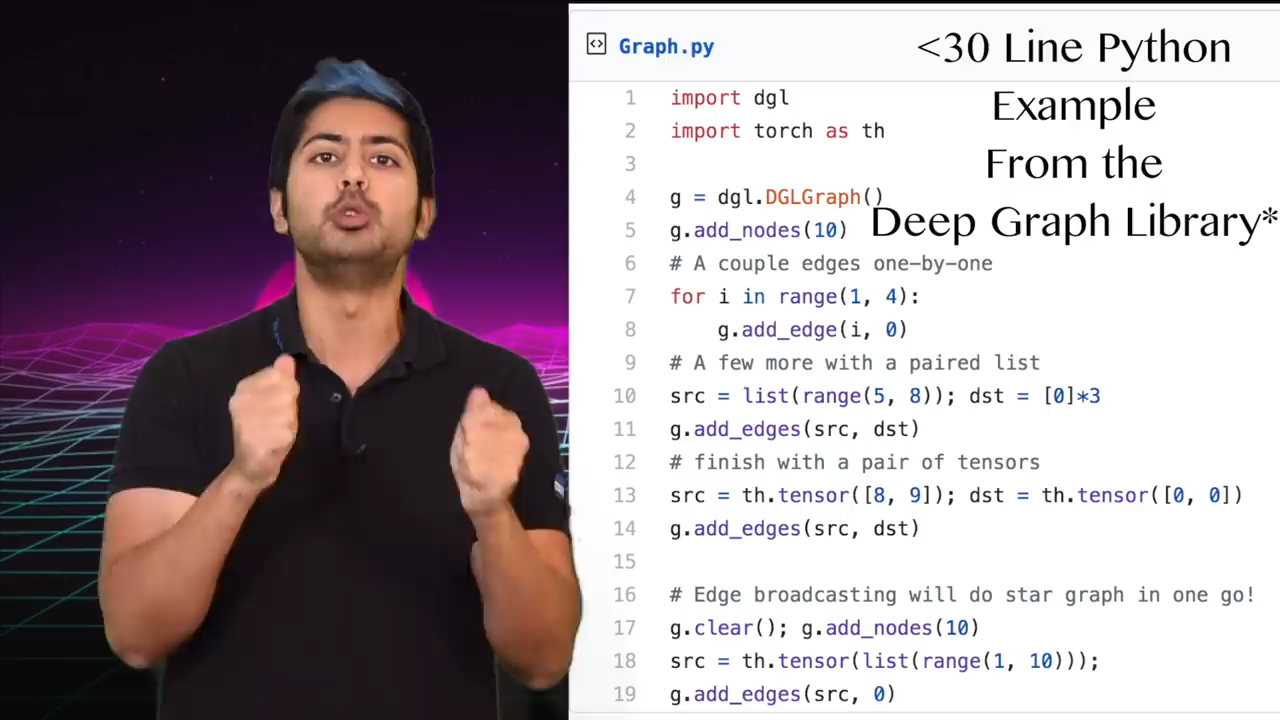 Graph.py
<30 Line Python
Example
From the
Deep Graph Library*
1 import dgl
2 import torch as th
3
4 g = dgl.DGLGraph()
5 g.add_nodes(10)
6 # A couple edges one-by-one
7 for i in range(1, 4):
8 g.add_edge(i, 0)
9 # A few more with a paired list
10 src = list(range(5, 8)); dst = [0]*3
11 g.add_edges(src, dst)
12 # finish with a pair of tensors
13 src = th.tensor([8, 9]); dst = th.tensor([0, 0])
14 g.add_edges(src, dst)
15
16 # Edge broadcasting will do star graph in one go!
17 g.clear(); g.add_nodes(10)
18 src = th.tensor(list(range(1, 10)));
19 g.add_edges(src, 0)